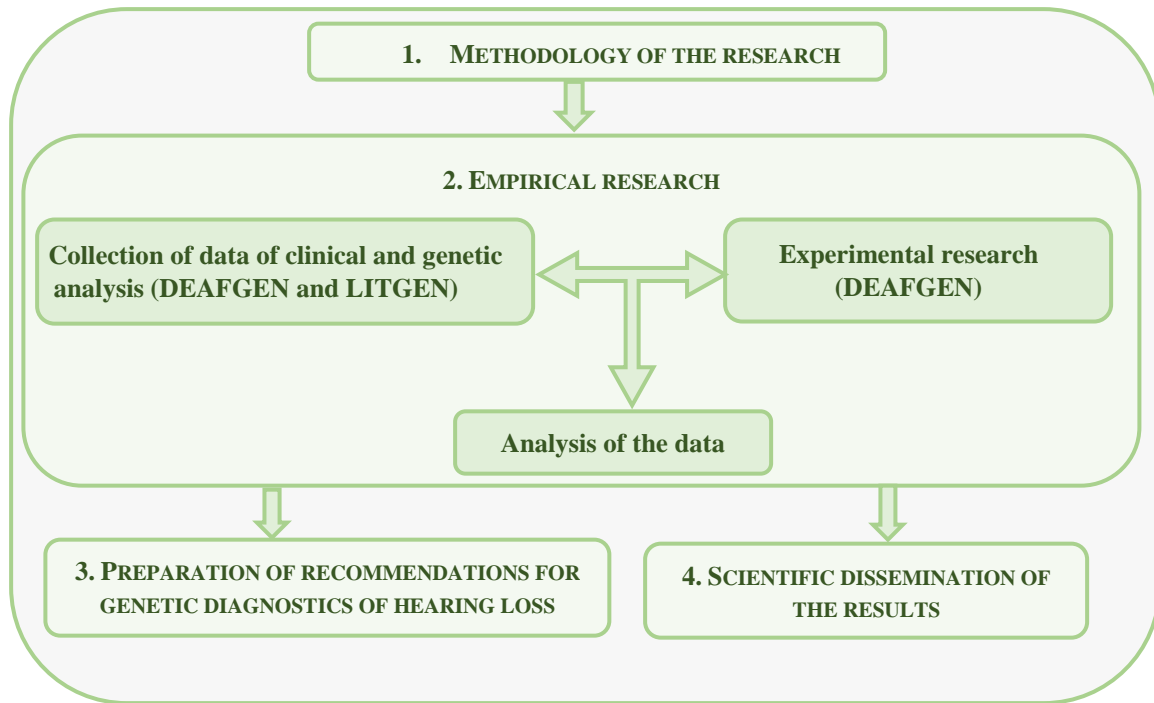 1. METHODOLOGY OF THE RESEARCH
2. EMPIRICAL RESEARCH
Collection of data of clinical and genetic
analysis (DEAFGEN and LITGEN)
Experimental research
(DEAFGEN)
Analysis of the data
3. PREPARATION OF RECOMMENDATIONS FOR
GENETIC DIAGNOSTICS OF HEARING LOSS
4. SCIENTIFIC DISSEMINATION OF
THE RESULTS